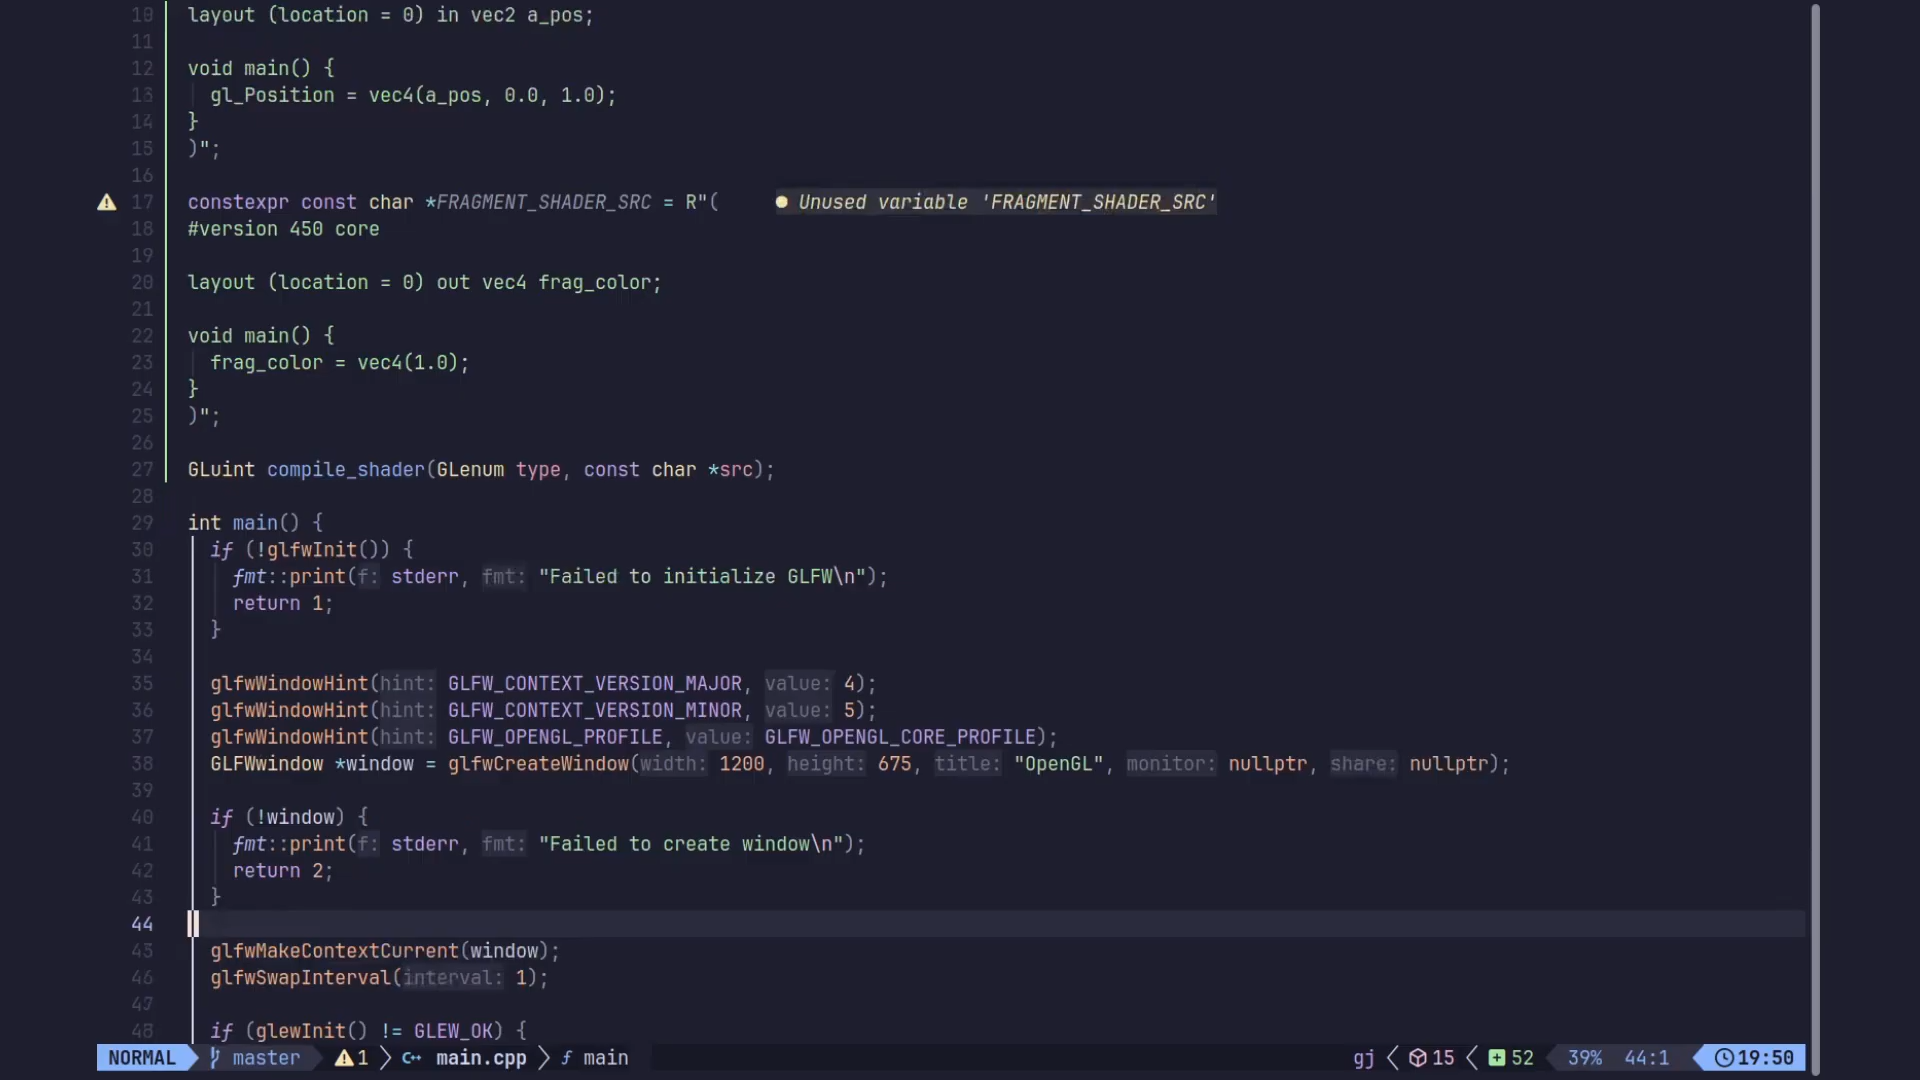 10 layout (location = 0) in vec2 a_pos;
11
12 void main() {
13   gl_Position = vec4(a_pos, 0.0, 1.0);
14 }
15 )";
16
17 constexpr const char *FRAGMENT_SHADER_SRC = R"( ● Unused variable 'FRAGMENT_SHADER_SRC'
18 #version 450 core
19
20 layout (location = 0) out vec4 frag_color;
21
22 void main() {
23   frag_color = vec4(1.0);
24 }
25 )";
26
27 GLuint compile_shader(GLenum type, const char *src);
28
29 int main() {
30   if (!glfwInit()) {
31     fmt::print(f: stderr, fmt: "Failed to initialize GLFW\n");
32     return 1;
33   }
34
35   glfwWindowHint(hint: GLFW_CONTEXT_VERSION_MAJOR, value: 4);
36   glfwWindowHint(hint: GLFW_CONTEXT_VERSION_MINOR, value: 5);
37   glfwWindowHint(hint: GLFW_OPENGL_PROFILE, value: GLFW_OPENGL_CORE_PROFILE);
38   GLFWwindow *window = glfwCreateWindow(width: 1200, height: 675, title: "OpenGL", monitor: nullptr, share: nullptr);
39
40   if (!window) {
41     fmt::print(f: stderr, fmt: "Failed to create window\n");
42     return 2;
43   }
44
45   glfwMakeContextCurrent(window);
46   glfwSwapInterval(interval: 1);
47
48   if (glewInit() != GLEW_OK) {
NORMAL master 1 C++ main.cpp ƒ main gj 15 52 39% 44:1 19:50